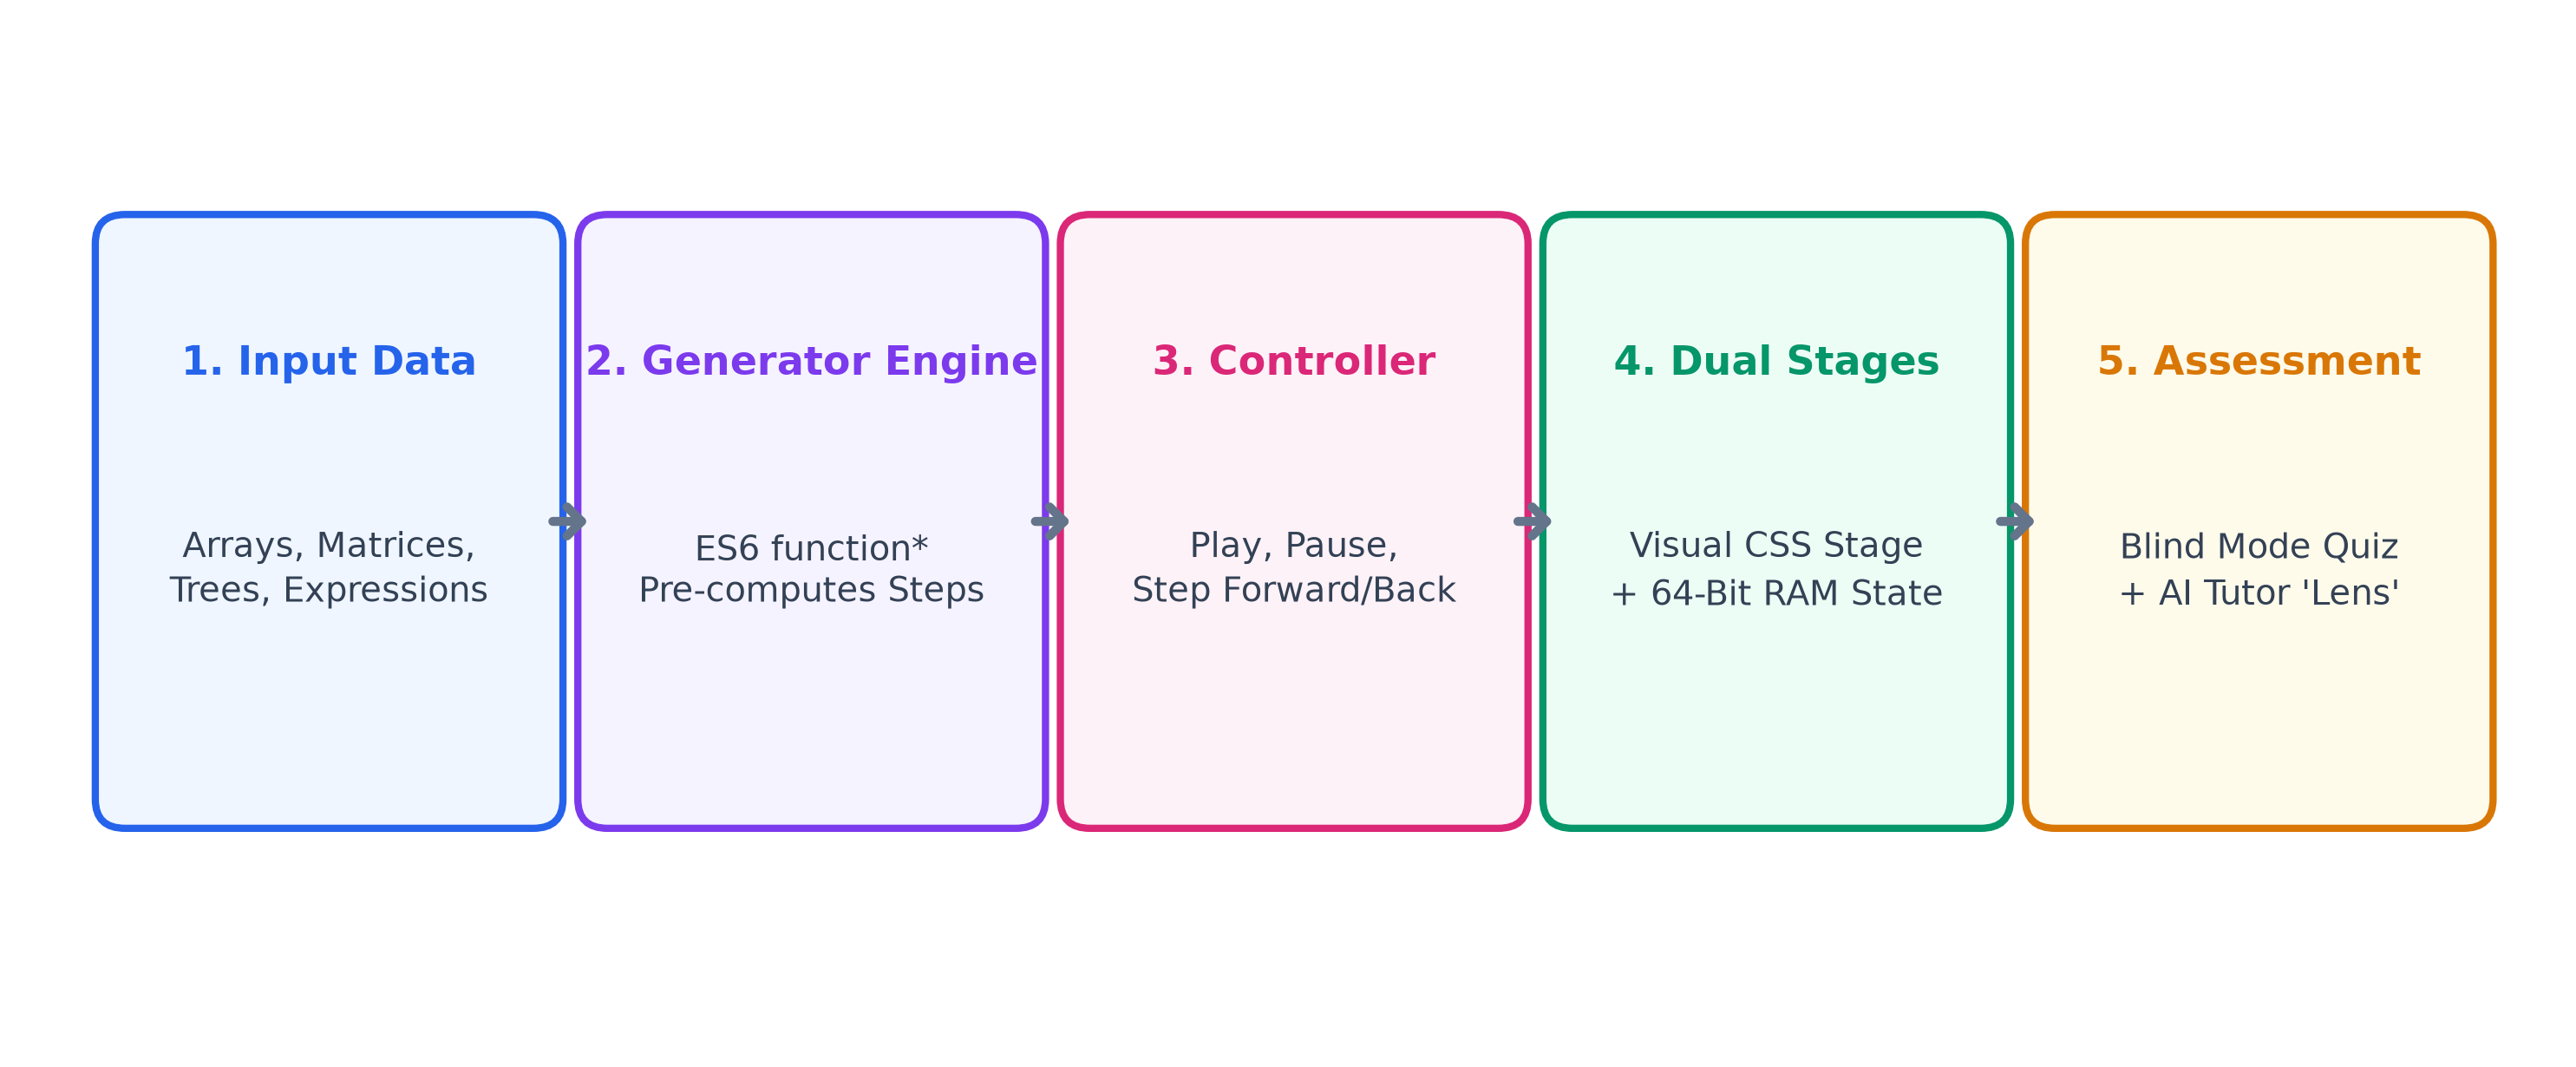 1. Input Data
Arrays, Matrices,
Trees, Expressions
2. Generator Engine
ES6 function*
Pre-computes Steps
3. Controller
Play, Pause,
Step Forward/Back
4. Dual Stages
Visual CSS Stage
+ 64-Bit RAM State
5. Assessment
Blind Mode Quiz
+ AI Tutor 'Lens'